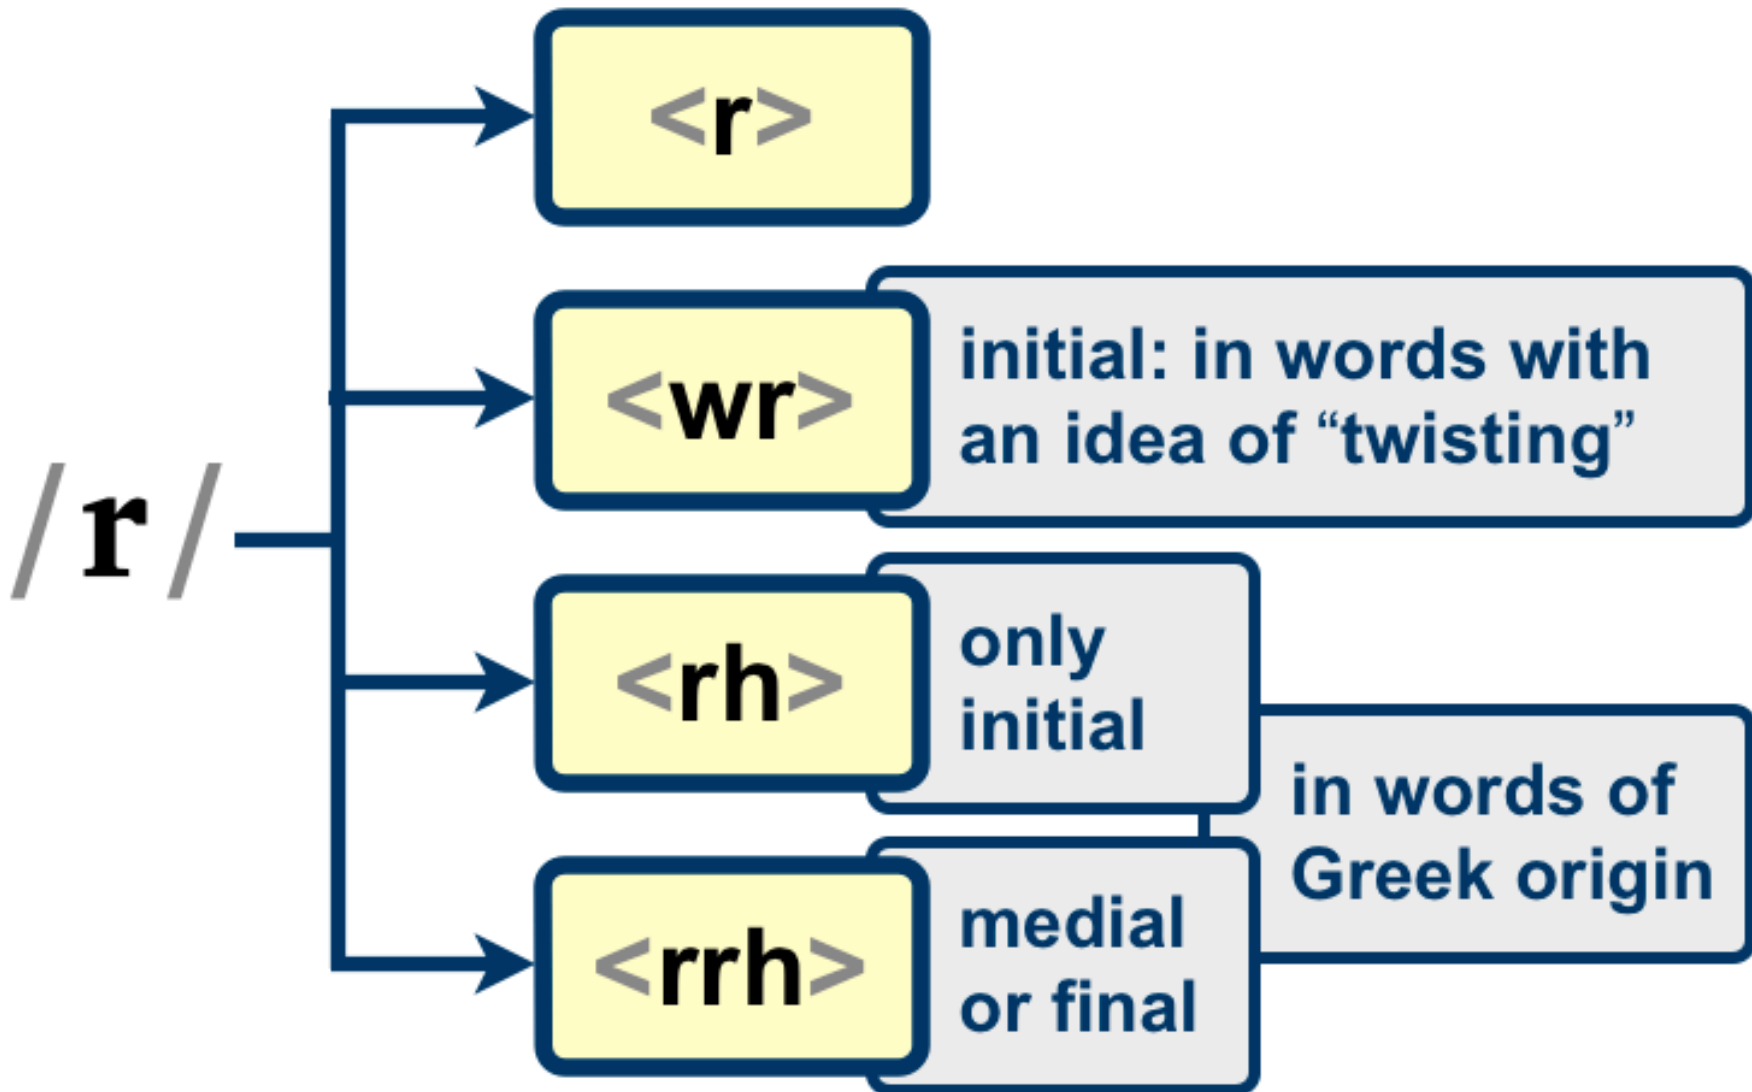 <r>
<wr>
initial: in words with
an idea of “twisting”
/r/
<rh>
only
initial
in words of
Greek origin
<rrh>
medial
or final